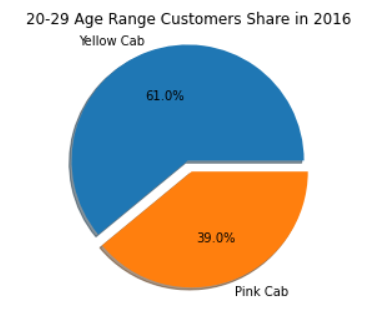 20-29 Age Range Customers Share in 2016
Yellow Cab
61.0%
39.0%
Pink Cab